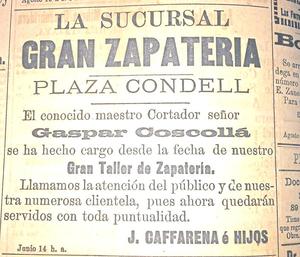 LA SUCURSAL
GRAN ZAPATERIA
PLAZA CONDELL
El conocido maestro Cortador señor
Gaspar Coscollá
se ha hecho cargo desde la fecha de nuestro
Gran Taller de Zapatería.
Llamamos la atención del público y de nues-
tra numerosa clientela, pues ahora quedarán
servidos con toda puntualidad.
J. CAFFARENA é HIJOS
Junio 14 h. a.